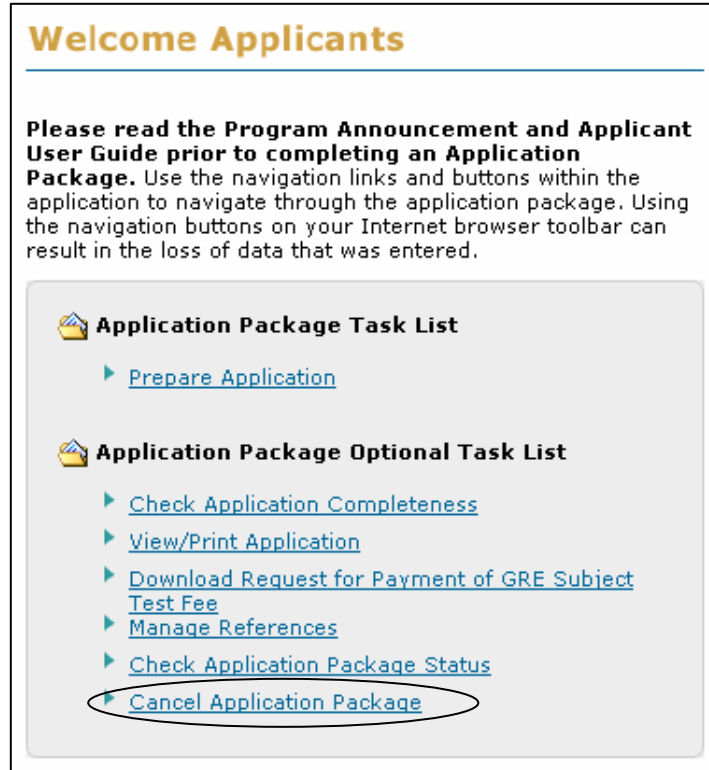 Welcome Applicants
Please read the Program Announcement and Applicant
User Guide prior to completing an Application
Package. Use the navigation links and buttons within the
application to navigate through the application package. Using
the navigation buttons on your Internet browser toolbar can
result in the loss of data that was entered.
Application Package Task List
Prepare Application
Application Package Optional Task List
Check Application Completeness
View/Print Application
Download Request for Payment of GRE Subject
Test Fee
Manage References
Check Application Package Status
Cancel Application Package